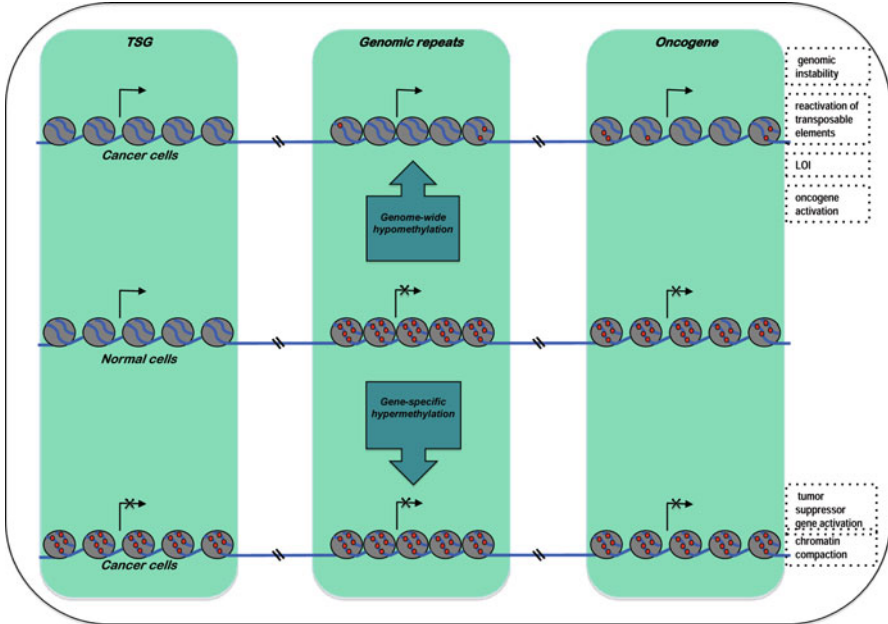 TSG
Genomic repeats
Oncogene
genomic
instability
reactivation of
transposable
elements
Cancer cells
LOI
oncogene
activation
Genome-wide
hypomethylation
Normal cells
Gene-specific
hypermethylation
tumor
suppressor
gene activation
chromatin
compaction
Cancer cells